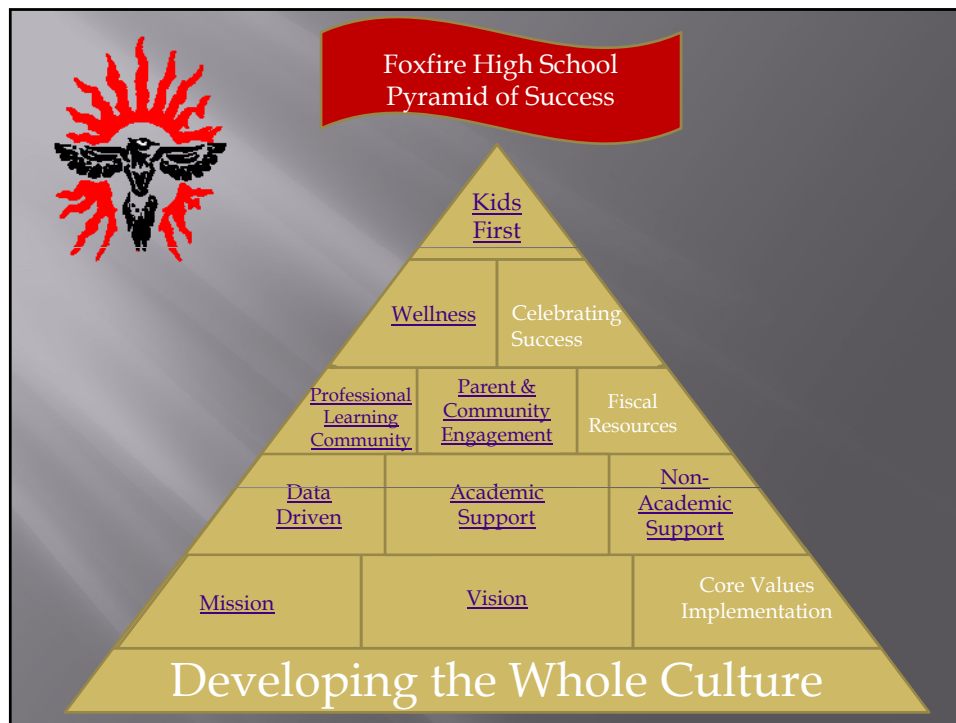 Foxfire High School
Pyramid of Success
Kids
First
Wellness
Celebrating
Success
Professional
Learning
Community
Parent &
Community
Engagement
Fiscal
Resources
Data
Driven
Academic
Support
Non-
Academic
Support
Mission
Vision
Core Values
Implementation
Developing the Whole Culture